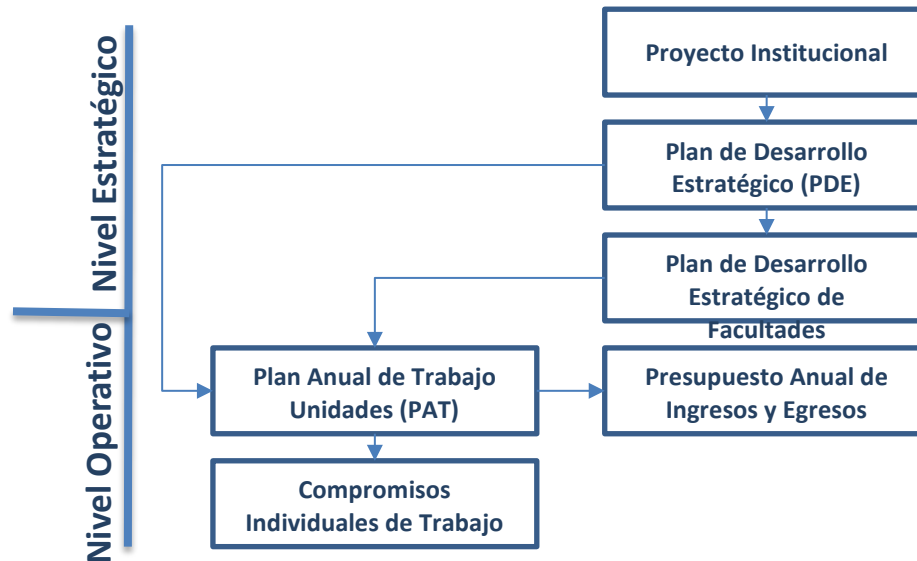 Nivel Estratégico
Proyecto Institucional
Plan de Desarrollo
Estratégico (PDE)
Plan de Desarrollo
Estratégico de
Facultades
Nivel Operativo
Plan Anual de Trabajo
Unidades (PAT)
Presupuesto Anual de
Ingresos y Egresos
Compromisos
Individuales de Trabajo